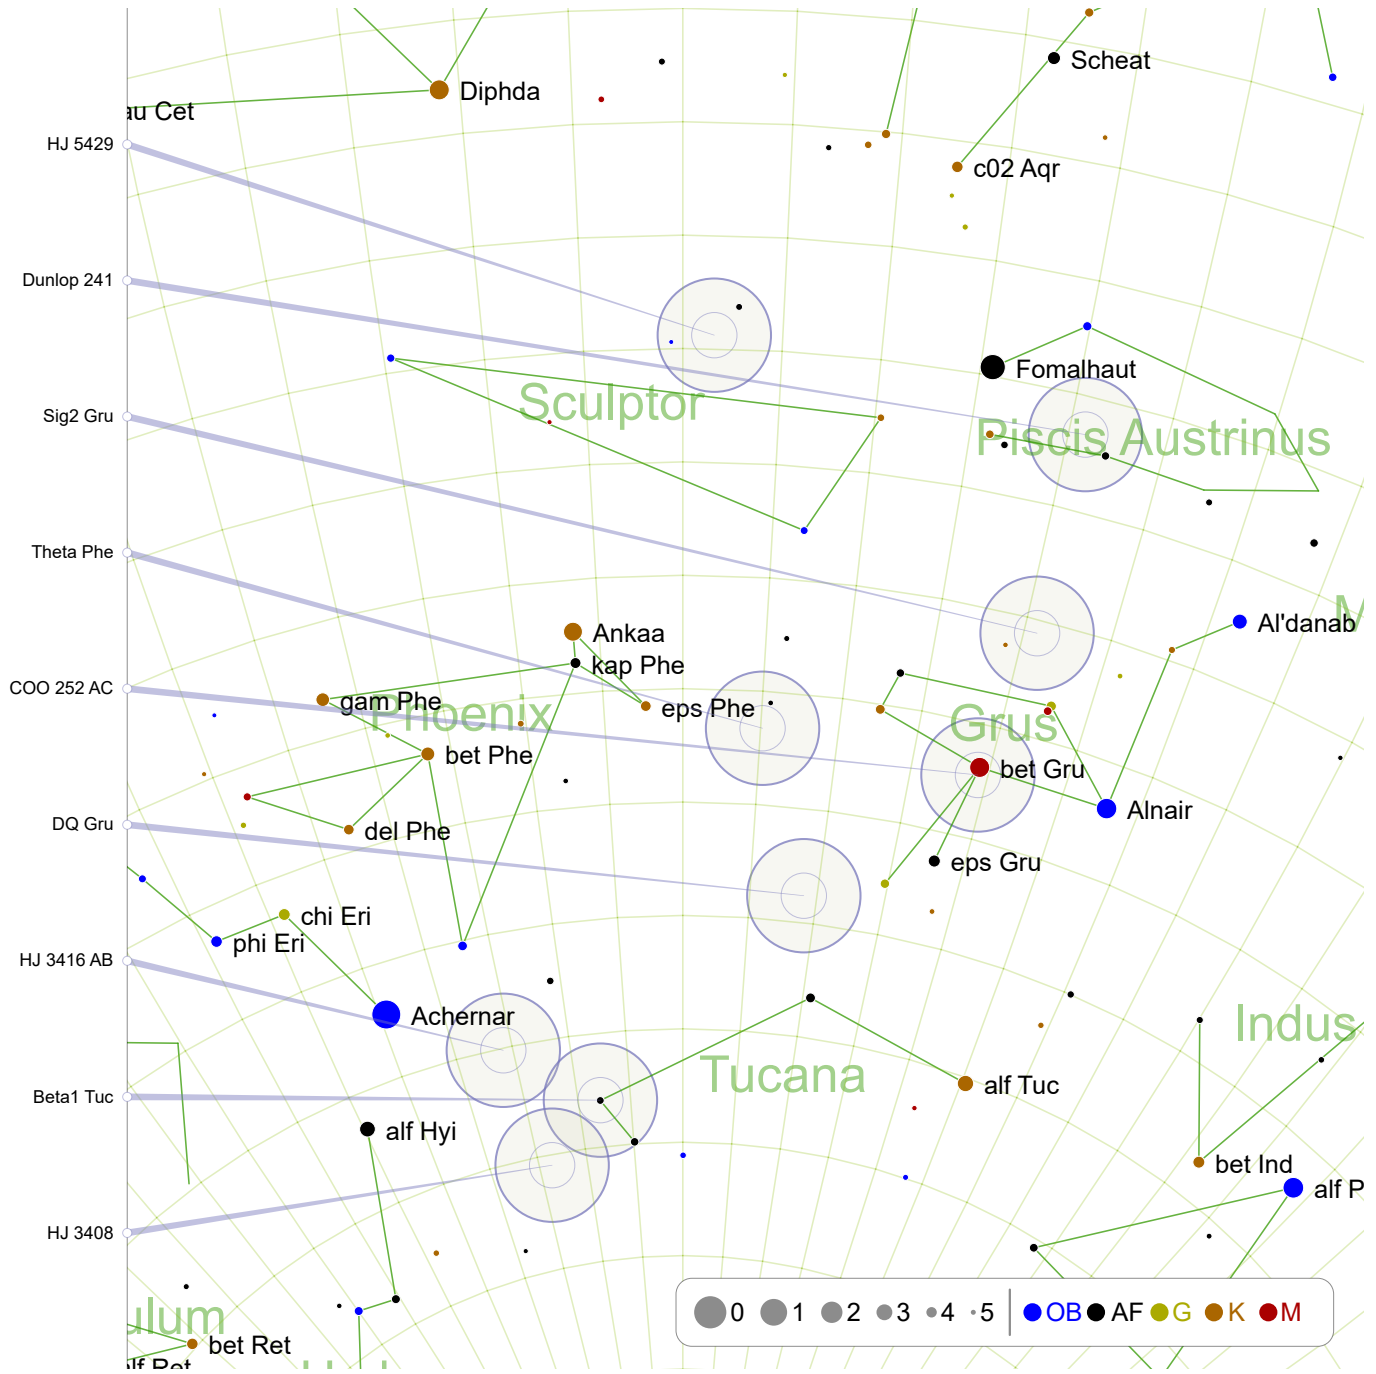 Scheat
Diphda
au Cet
HJ 5429
c02 Aqr
Dunlop 241
Fomalhaut
Sculptor
Sig2 Gru
Piscis Austrinus
Theta Phe
Al'danab
M
Ankaa
kap Phe
COO 252 AC
gam Phe
Phoenix
eps Phe
Grus
bet Phe
bet Gru
Alnair
DQ Gru
del Phe
eps Gru
chi Eri
phi Eri
HJ 3416 AB
Achernar
Indus
Tucana
alf Tuc
Beta1 Tuc
alf Hyi
bet Ind
alf P
HJ 3408
ulum
0 1 2 3 4 5 OB AF G K M
bet Ret
alf Ret